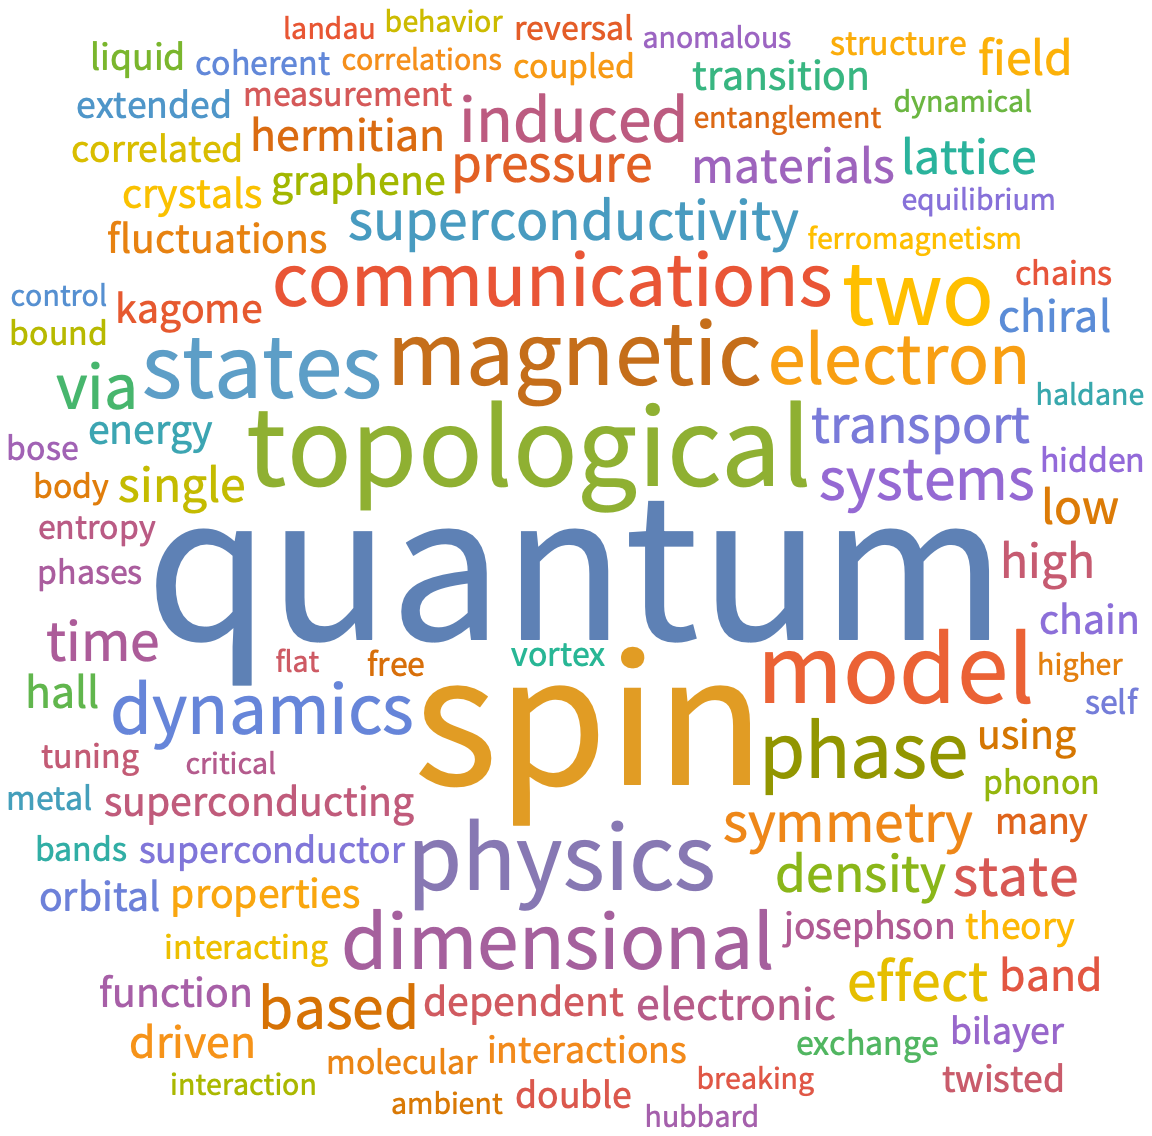 landau behavior reversal anomalous structure field
liquid coherent correlations coupled transition
extended measurement induced entanglement dynamical
correlated hermitian pressure materials lattice
crystals graphene superconductivity equilibrium
fluctuations communications two ferromagnetism
control kagome chains chiral
bound states magnetic electron
via topological transport haldane
bose energy systems hidden
body single low
entropy quantum high
phases chain
time flat free vortex model higher
hall dynamics spin self
tuning critical phase using
metal superconducting phonon
bands superconductor physics symmetry many
orbital properties density state
interacting dimensional josephson theory
function based dependent electronic effect band
driven molecular interactions exchange bilayer
interaction ambient double breaking twisted
hubbard